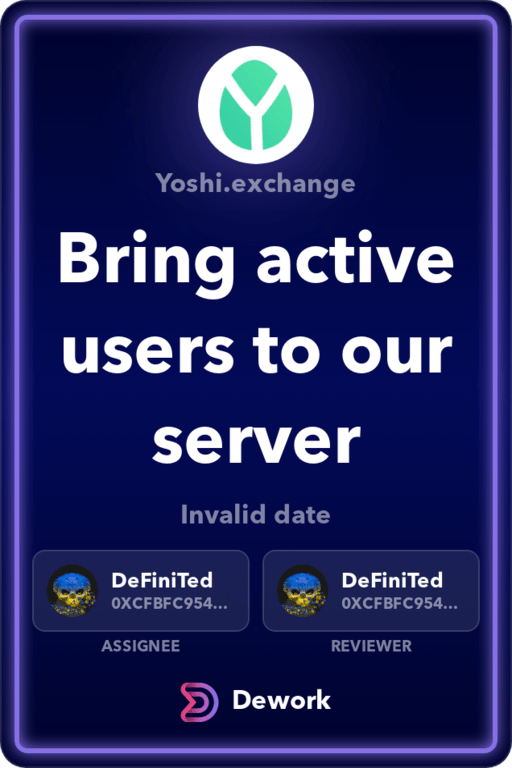 Yoshi.exchange
Bring active
users to our
server
Invalid date
DeFiniTed
0XCFBFC954...
ASSIGNEE
DeFiniTed
0XCFBFC954...
REVIEWER
Dework